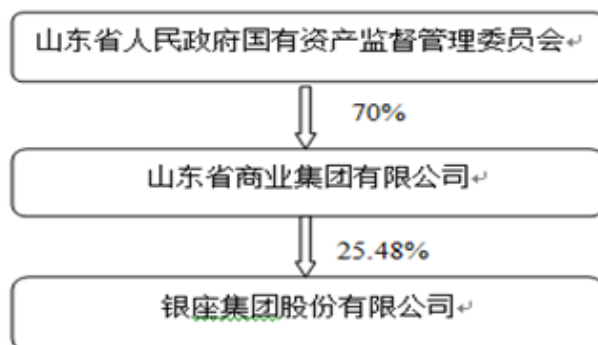 山东省人民政府国有资产监督管理委员会
70%
山东省商业集团有限公司
25.48%
银座集团股份有限公司